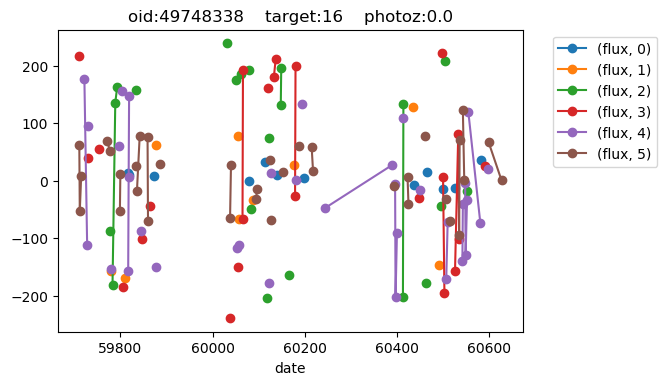 oid:49748338    target:16    photoz:0.0
200
100
0
−100
−200
59800
60000
60200
60400
60600
date
(flux, 0)
(flux, 1)
(flux, 2)
(flux, 3)
(flux, 4)
(flux, 5)